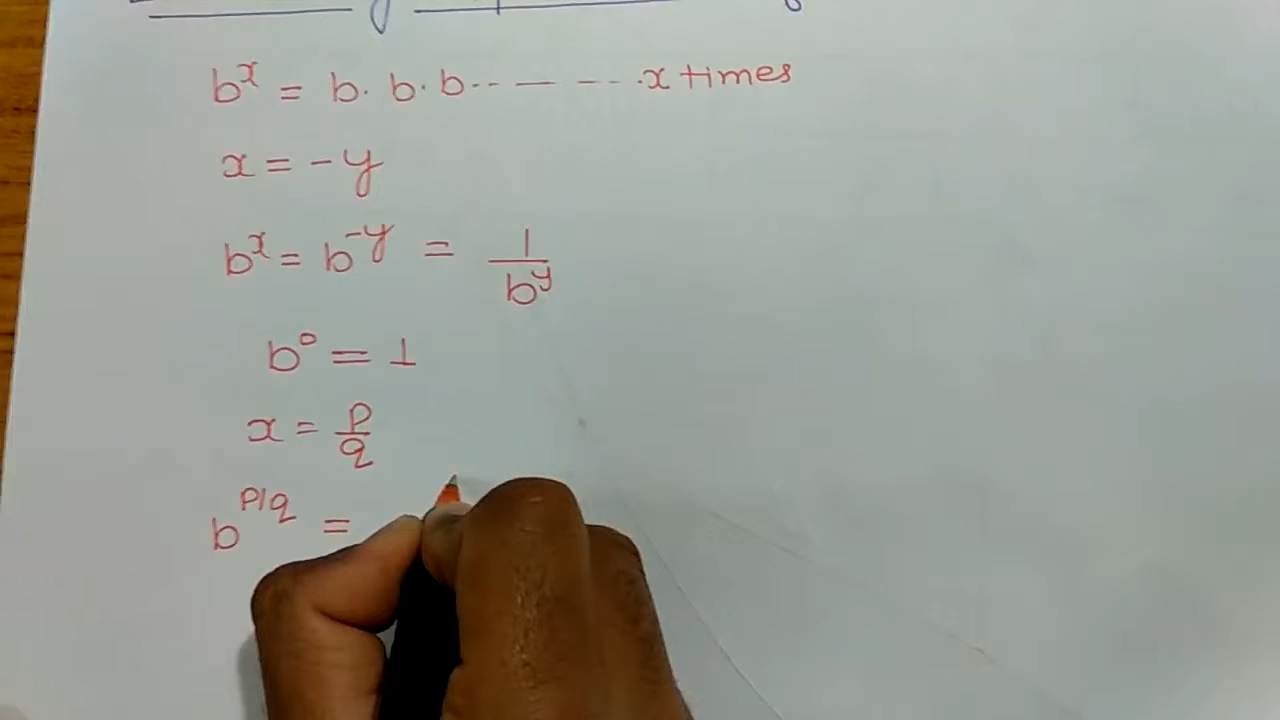 b^x = b. b. b.. - — - - - .x times
x = -y
b^x = b^-y = 1/b^y
b^0 = 1
x = p/q
b^p/q =